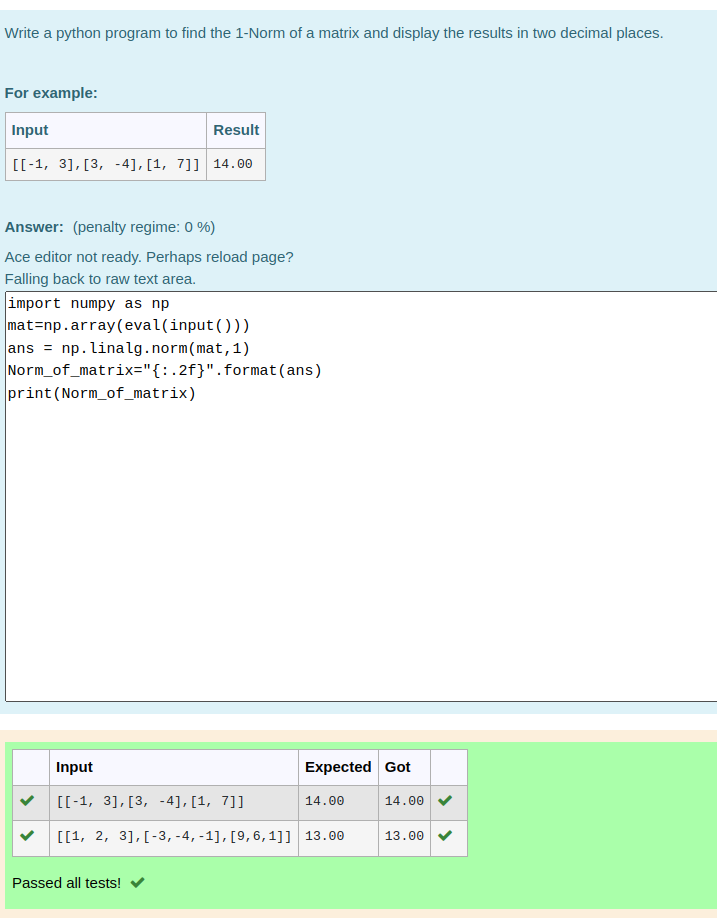 Write a python program to find the 1-Norm of a matrix and display the results in two decimal places.
For example:
Input Result
[[-1, 3],[3, -4],[1, 7]] 14.00
Answer: (penalty regime: 0 %)
Ace editor not ready. Perhaps reload page?
Falling back to raw text area.
import numpy as np
mat=np.array(eval(input()))
ans = np.linalg.norm(mat,1)
Norm_of_matrix="{:.2f}".format(ans)
print(Norm_of_matrix)
Input Expected Got
[[-1, 3],[3, -4],[1, 7]] 14.00 14.00
[[1, 2, 3],[-3,-4,-1],[9,6,1]] 13.00 13.00
Passed all tests!